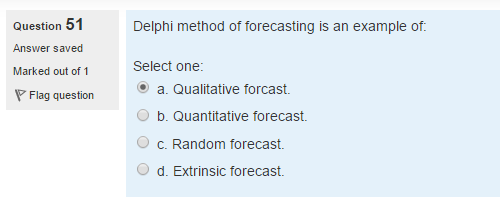 Question 51
Answer saved
Marked out of 1
Flag question
Delphi method of forecasting is an example of:
Select one:
a. Qualitative forcast.
b. Quantitative forecast.
c. Random forecast.
d. Extrinsic forecast.